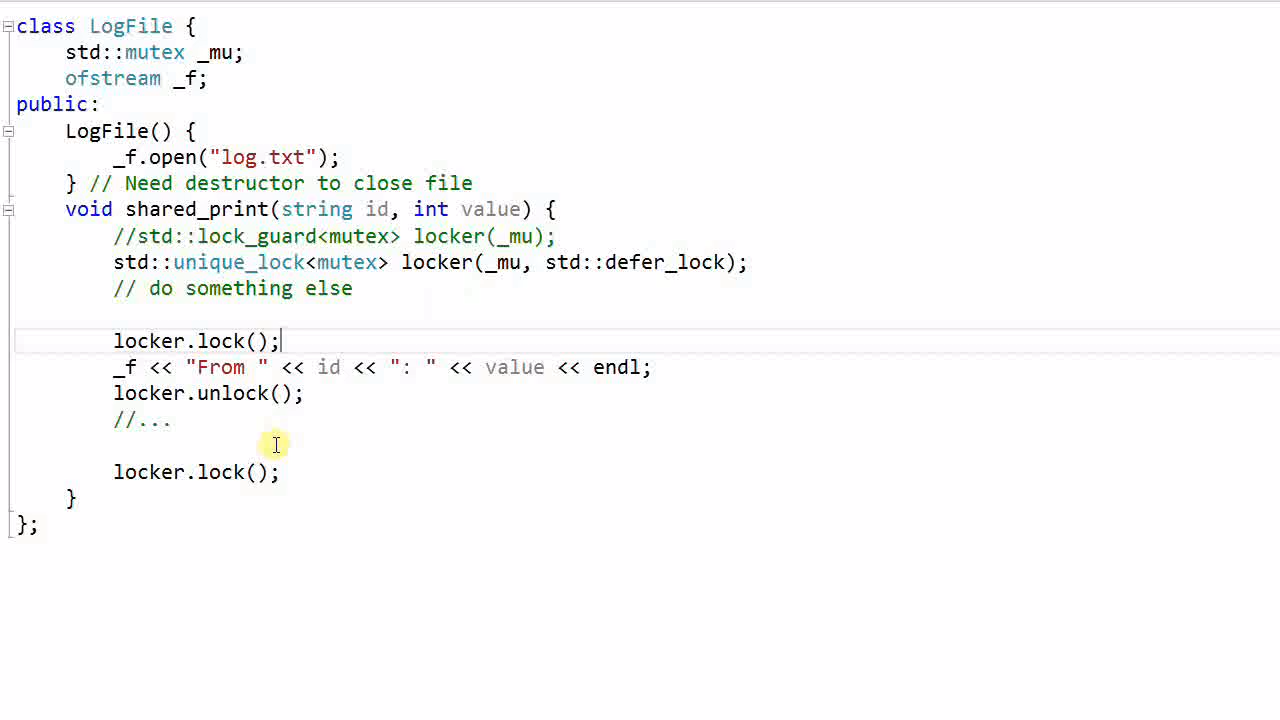 class LogFile {
    std::mutex _mu;
    ofstream _f;
public:
    LogFile() {
        _f.open("log.txt");
    } // Need destructor to close file
    void shared_print(string id, int value) {
        //std::lock_guard<mutex> locker(_mu);
        std::unique_lock<mutex> locker(_mu, std::defer_lock);
        // do something else
        locker.lock();
        _f << "From " << id << ": " << value << endl;
        locker.unlock();
        //...
        locker.lock();
    }
};